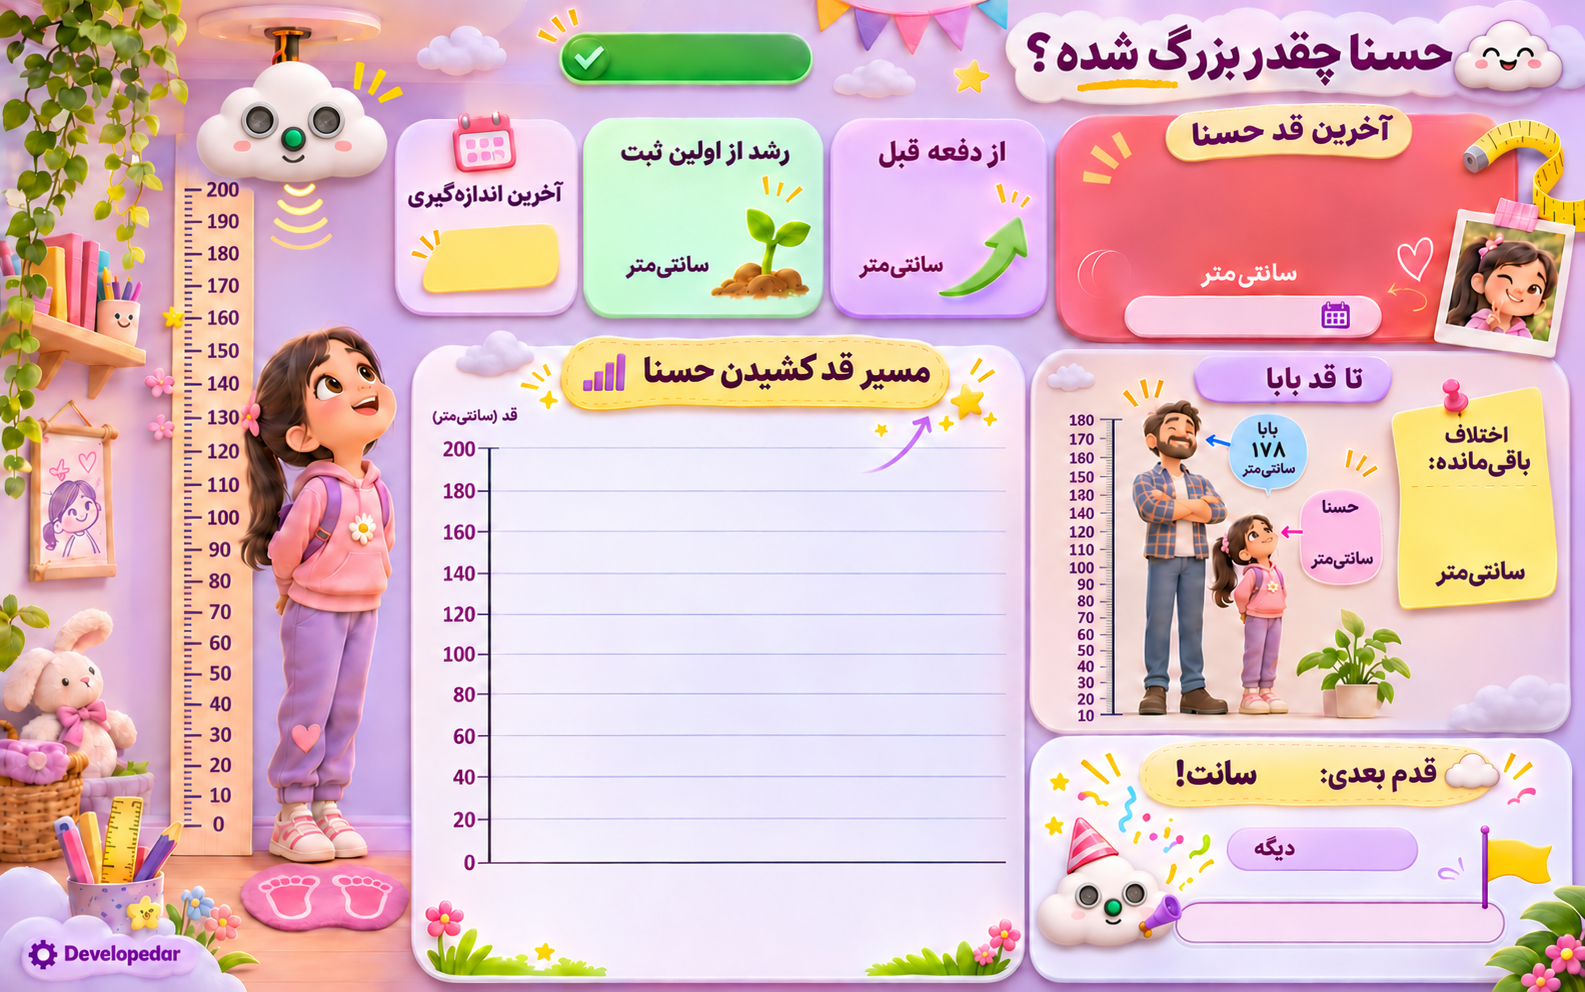 حسنا چقدر بزرگ شده؟
آخرین قد حسنا
سانتی‌متر
از دفعه قبل
سانتی‌متر
رشد از اولین ثبت
سانتی‌متر
آخرین اندازه‌گیری
200
190
180
170
160
150
140
130
120
110
100
90
80
70
60
50
40
30
20
10
0
مسیر قد کشیدن حسنا
قد (سانتی‌متر)
200
180
160
140
120
100
80
60
40
20
0
تا قد بابا
180
170
160
150
130
140
120
110
100
90
80
70
60
50
40
30
20
10
بابا
۱۷۸
سانتی‌متر
حسنا
سانتی‌متر
اختلاف
باقی‌مانده:
سانتی‌متر
قدم بعدی: سانت!
دیگه
Developedar